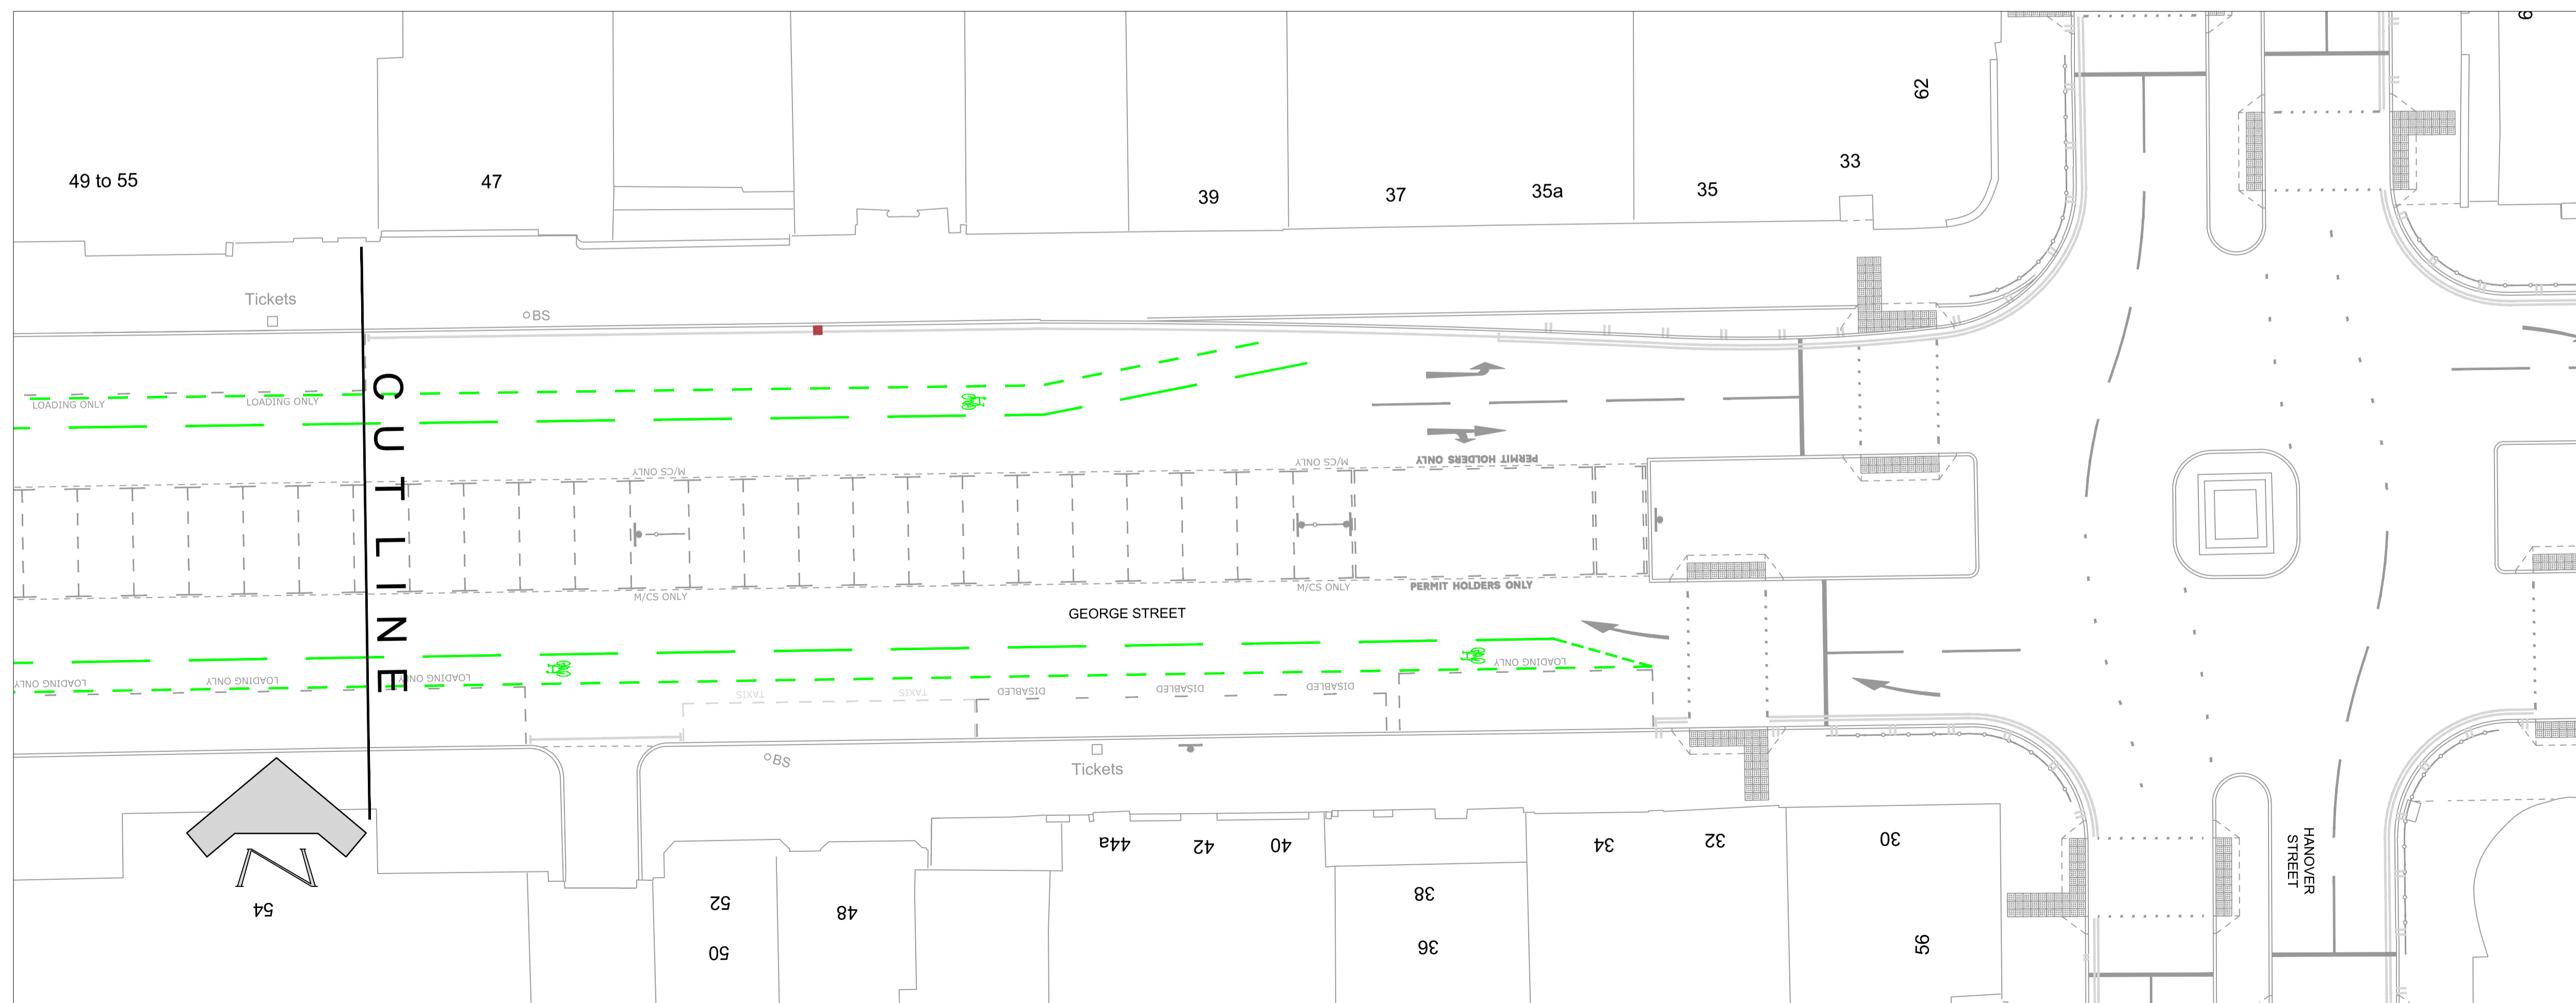 6
62
33
49 to 55
47
39
37
35a
35
Tickets
BS
LOADING ONLY
LOADING ONLY
CUTLINE
M/CS ONLY
M/CS ONLY
PERMIT HOLDERS ONLY
M/CS ONLY
M/CS ONLY
PERMIT HOLDERS ONLY
GEORGE STREET
LOADING ONLY
LOADING ONLY
LOADING ONLY
TAXIS
TAXIS
DISABLED
DISABLED
DISABLED
LOADING ONLY
BS
Tickets
N
54
52
50
48
44a
42
40
38
36
34
32
30
56
HANOVER
STREET